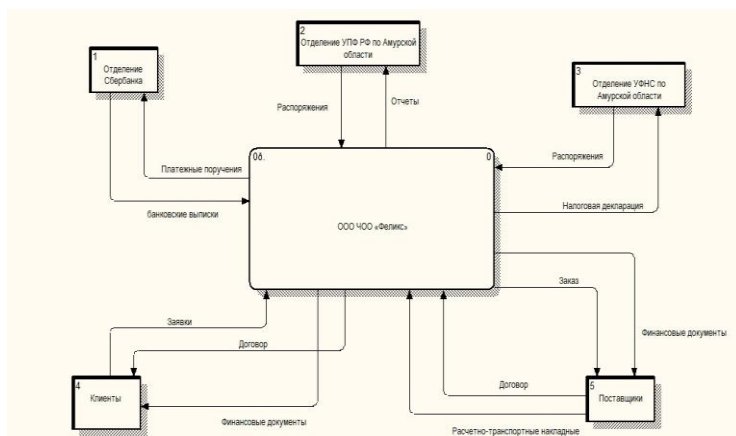 1
Отделение
Сбербанка
2
Отделение УПФ РФ по Амурской
области
3
Отделение УФНС по
Амурской области
Распоряжения
Отчеты
Распоряжения
Платежные поручения
банковские выписки
Налоговая декларация
0б.
0
ООО ЧОО «Феликс»
Заказ
Финансовые документы
Заявки
Договор
Договор
4
Клиенты
5
Поставщики
Финансовые документы
Расчетно-транспортные накладные